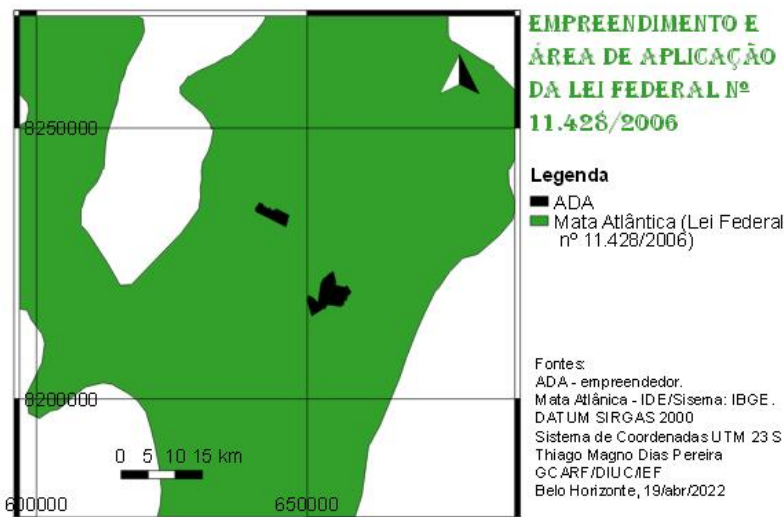 EMPREENDIMENTO E
ÁREA DE APLICAÇÃO
DA LEI FEDERAL Nº
11.428/2006
Legenda
ADA
Mata Atlântica (Lei Federal
nº 11.428/2006)
8250000
8200000
0 5 10 15 km
600000
650000
Fontes:
ADA - empreendedor.
Mata Atlânica - IDE/Sisema: IBGE.
DATUM SIRGAS 2000
Sistema de Coordenadas UTM 23 S
Thiago Magno Dias Pereira
GCARF/DIUC/IEF
Belo Horizonte, 19/abr/2022